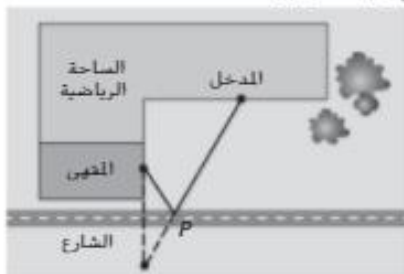 الساحة
الرياضية
المدخل
المقهى
P
الشارع